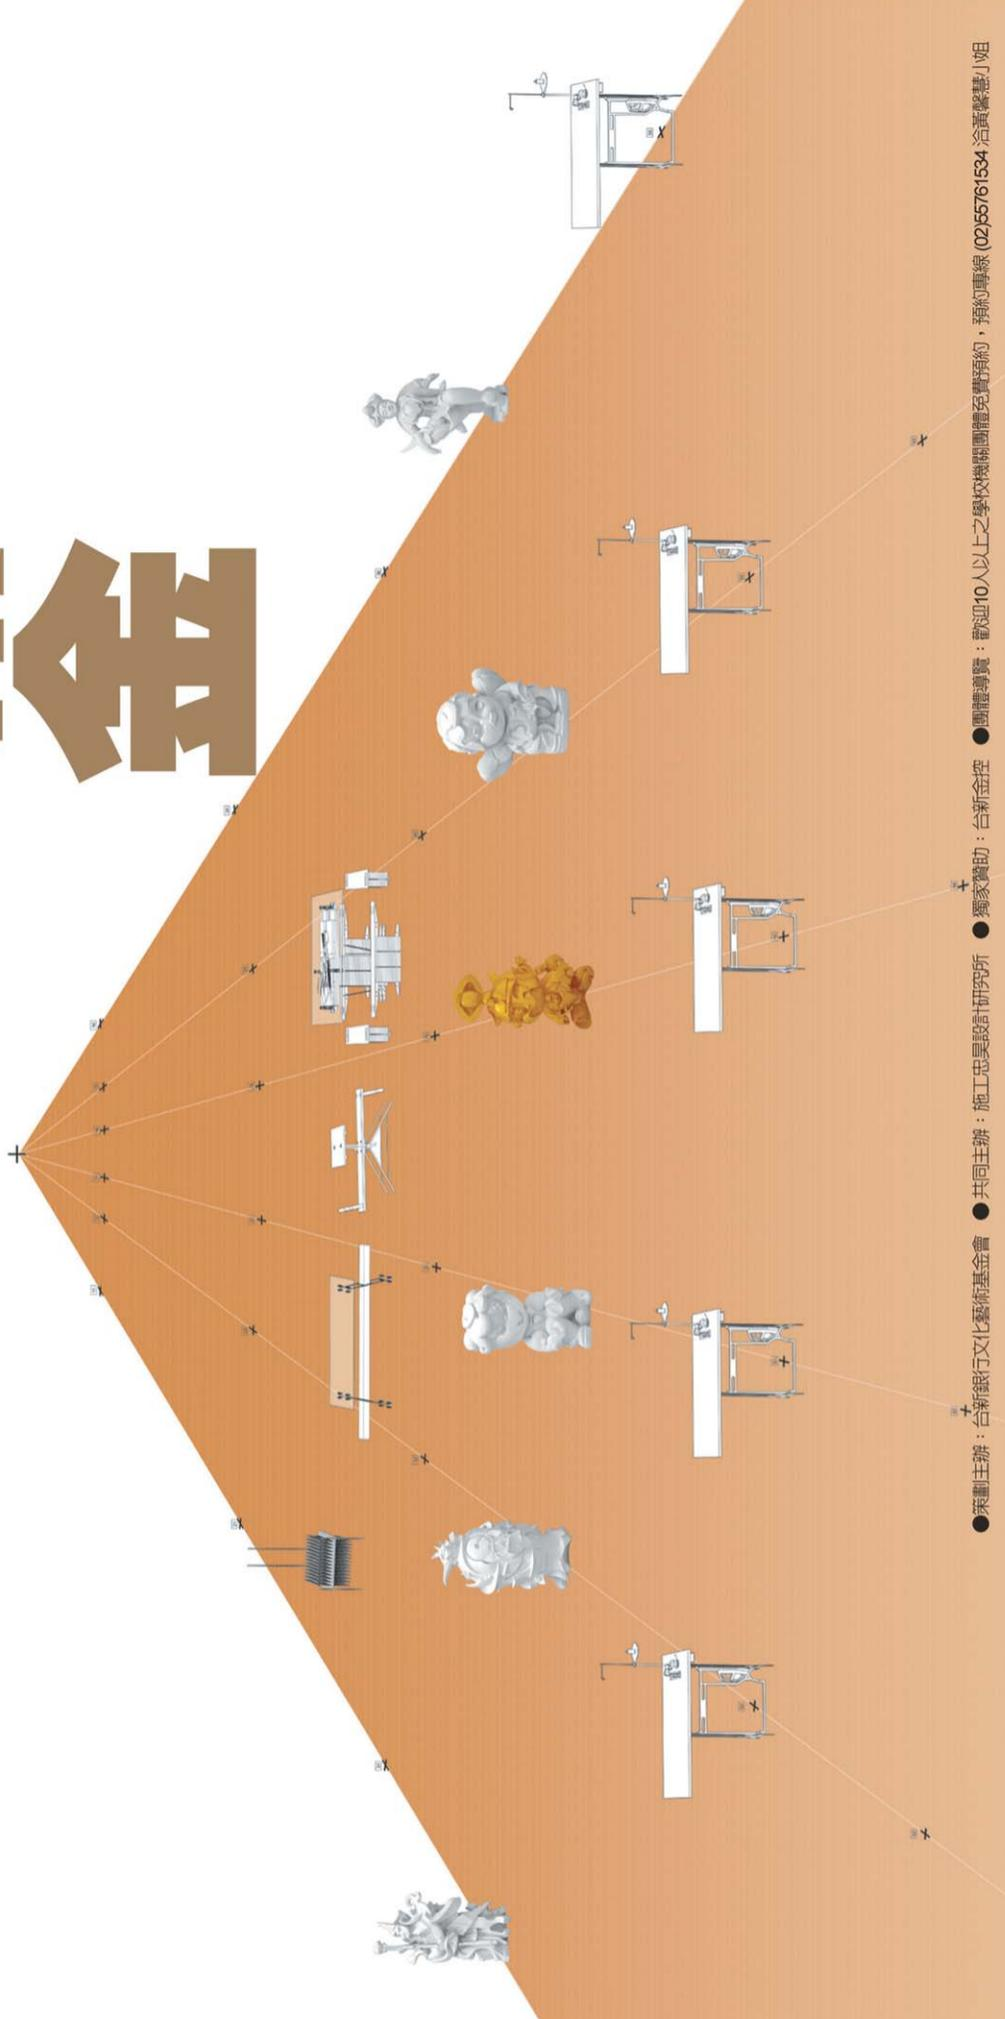 金
●策劃主辦：台新銀行文化藝術基金會 ●共同主辦：施工忠昊設計研究所 ●獨家贊助：台新金控 ●團體導覽：歡迎10人以上之學校機關團體免費預約，預約專線 (02)55761534 洽黃馨慧小姐